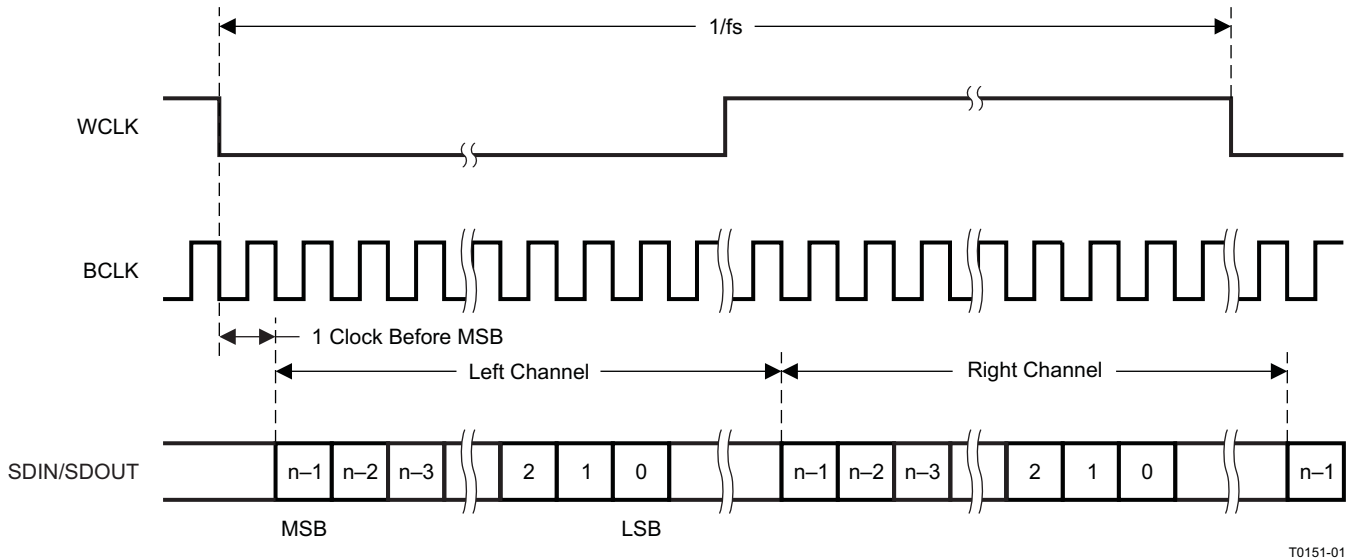 1/fs
WCLK
BCLK
1 Clock Before MSB
Left Channel
Right Channel
SDIN/SDOUT
n–1 n–2 n–3 2 1 0 n–1 n–2 n–3 2 1 0 n–1
MSB LSB
T0151-01